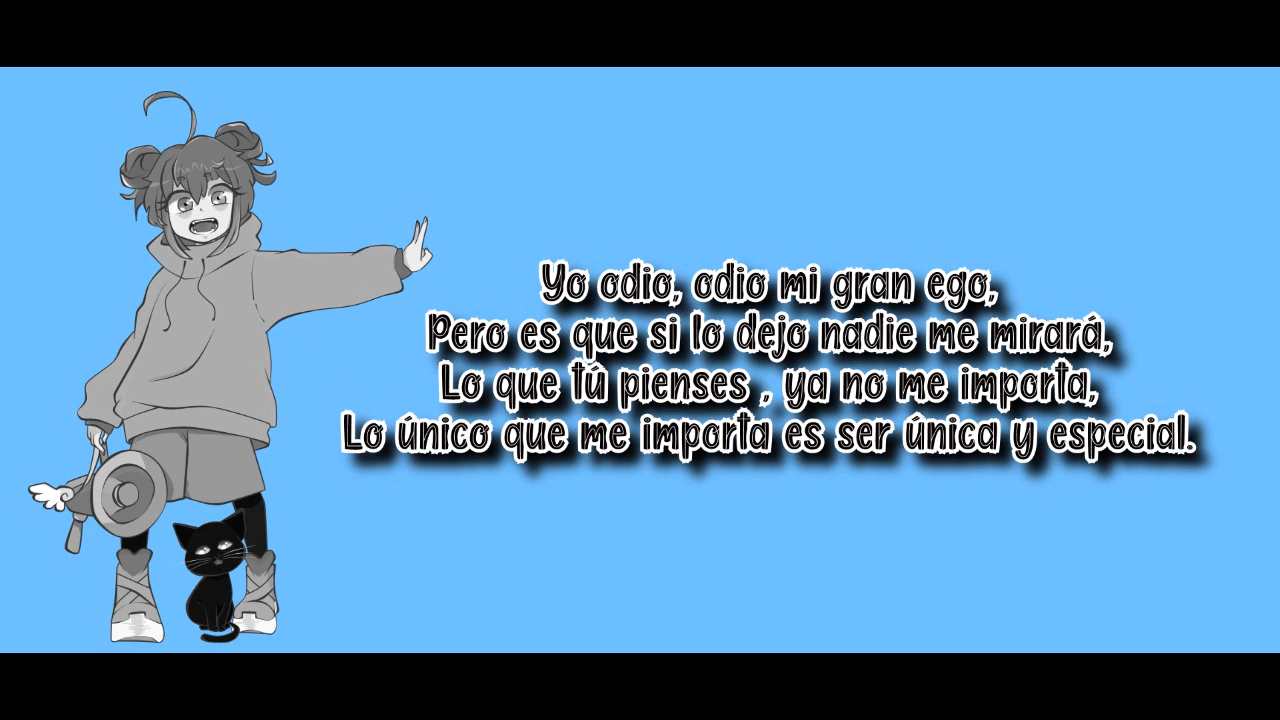 Yo odio, odio mi gran ego,
Pero es que si lo dejo nadie me mirará,
Lo que tú pienses , ya no me importa,
Lo único que me importa es ser única y especial.